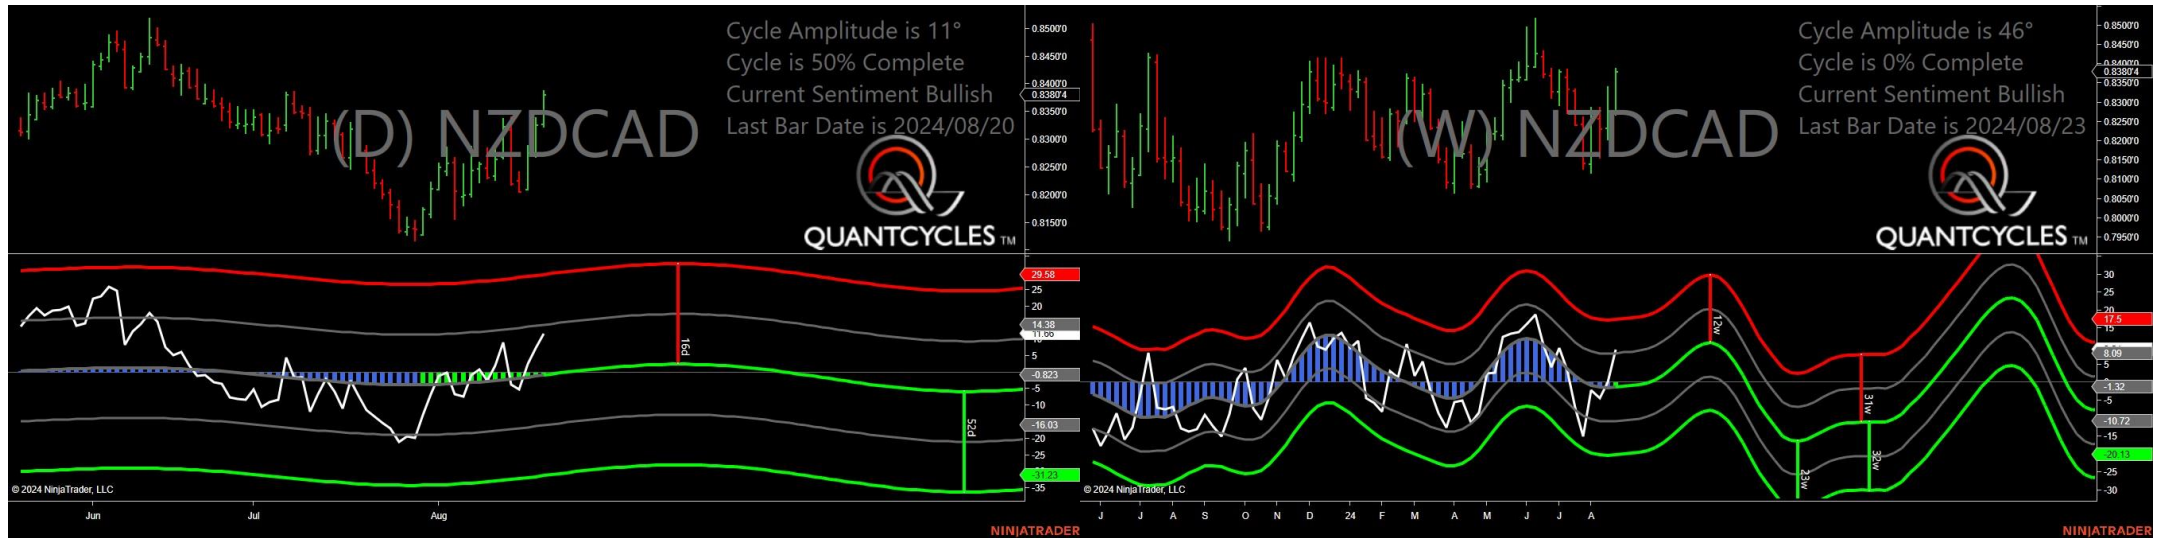 Cycle Amplitude is 11°
Cycle is 50% Complete
Current Sentiment Bullish
Last Bar Date is 2024/08/20
(D) NZDCAD
QUANTCYCLES TM
0.8500'0
0.8450'0
0.8400'0
0.8380'4
0.8350'0
0.8300'0
0.8250'0
0.8200'0
0.8150'0
29.58
25
20
14.38
11.66
5
-0.823
-5
-10
-16.03
-20
-25
-31.23
-35
16d
52d
© 2024 NinjaTrader, LLC
Jun Jul Aug
NINJATRADER
Cycle Amplitude is 46°
Cycle is 0% Complete
Current Sentiment Bullish
Last Bar Date is 2024/08/23
(W) NZDCAD
QUANTCYCLES TM
0.8500'0
0.8450'0
0.8400'0
0.8380'4
0.8350'0
0.8300'0
0.8250'0
0.8200'0
0.8150'0
0.8100'0
0.8050'0
0.8000'0
0.7950'0
30
25
20
17.5
15
8.09
5
-1.32
-5
-10.72
-15
-20.13
-25
-30
12w
31w
23w
32w
© 2024 NinjaTrader, LLC
J J A S O N D 24 F M A M J J A
NINJATRADER